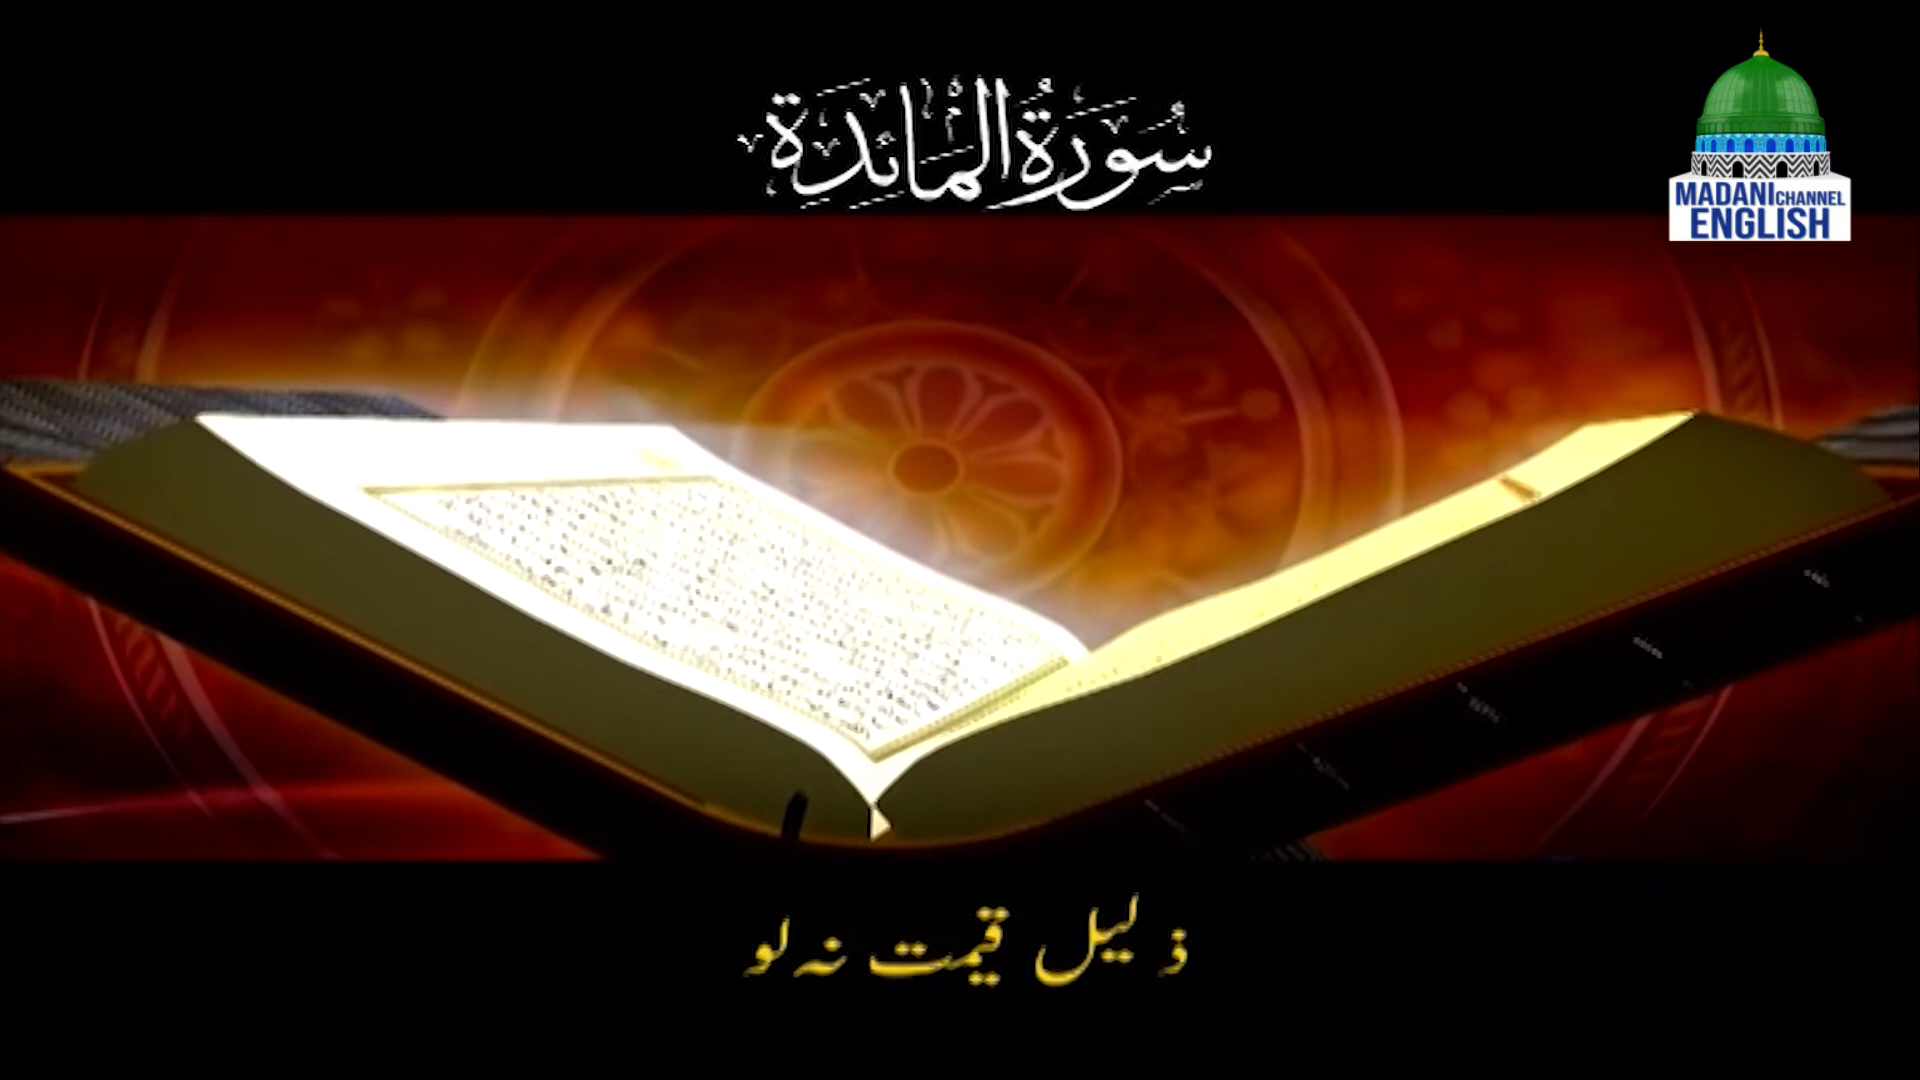 سُوْرَۃُ الْمَائِدَة
MADANI CHANNEL
ENGLISH
ذلیل قیمت نہ لو